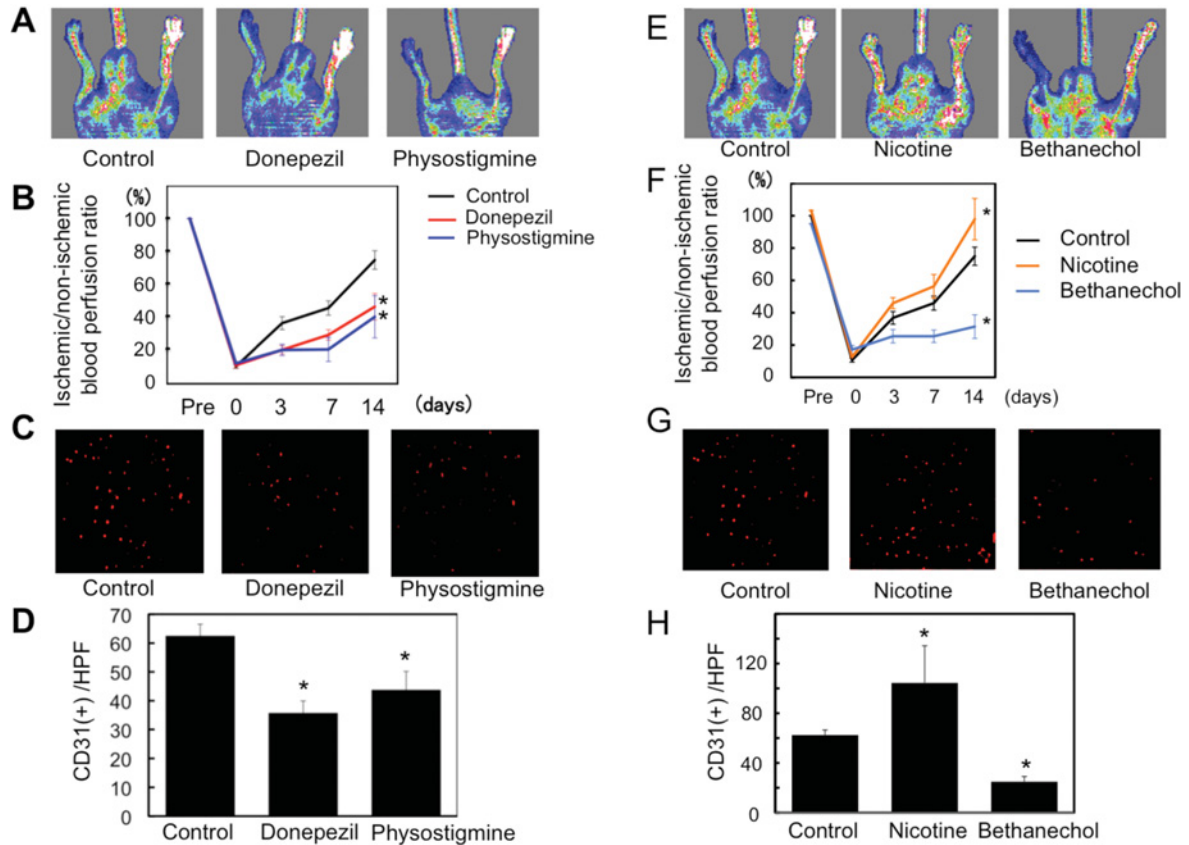 A
Control Donepezil Physostigmine
B
Ischemic/non-ischemic
blood perfusion ratio
(%)
100
80
60
40
20
0
Pre 0 3 7 14 (days)
Control
Donepezil
Physostigmine
*
*
C
Control Donepezil Physostigmine
D
CD31(+) /HPF
70
60
50
40
30
20
10
0
* *
Control Donepezil Physostigmine
E
Control Nicotine Bethanechol
F
Ischemic/non-ischemic
blood perfusion ratio
(%)
100
80
60
40
20
0
Pre 0 3 7 14 (days)
Control
Nicotine
Bethanechol
*
*
G
Control Nicotine Bethanechol
H
CD31(+) /HPF
120
80
60
40
0
*
*
Control Nicotine Bethanechol